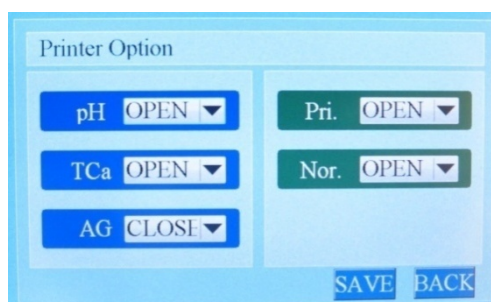 Printer Option
pH OPEN
Pri. OPEN
TCa OPEN
Nor. OPEN
AG CLOSE
SAVE BACK